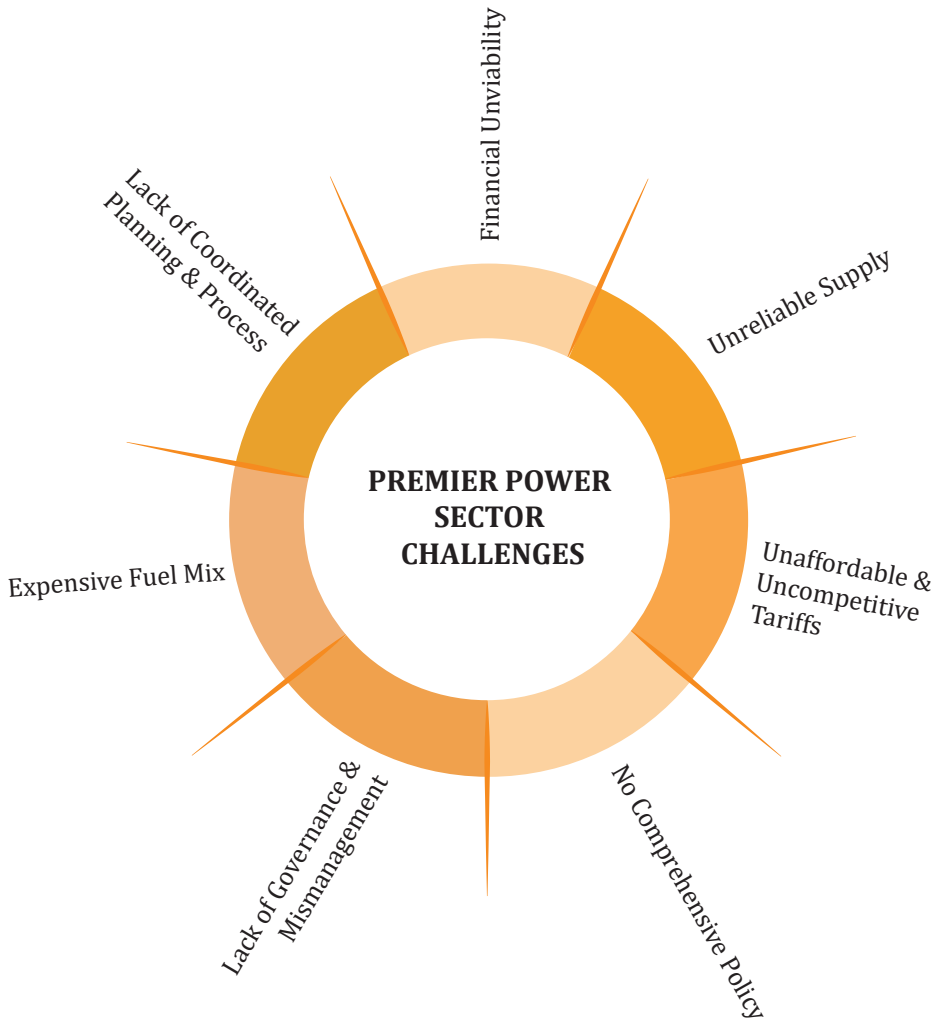 Financial Unviability
Unreliable Supply
Unaffordable &
Uncompetitive
Tariffs
No Comprehensive Policy
Lack of Governance &
Mismanagement
Expensive Fuel Mix
Lack of Coordinated
Planning & Process
PREMIER POWER
SECTOR
CHALLENGES